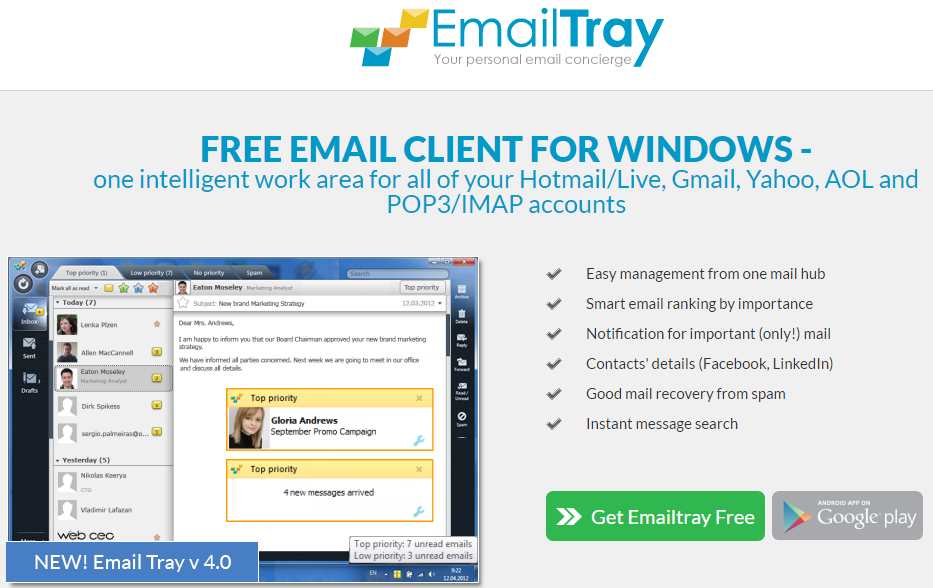 EmailTray
Your personal email concierge
FREE EMAIL CLIENT FOR WINDOWS -
one intelligent work area for all of your Hotmail/Live, Gmail, Yahoo, AOL and
POP3/IMAP accounts
Top priority (1)
Low priority (7)
No priority
Spam
Search
Mark all as read
Today (7)
Lenka Plzen
Allen MacCannell
Eaton Moseley
Marketing Analyst
Dirk Spikess
sergio.palmeiras@p...
Yesterday (5)
Nikolas Keerya
CTO
Vladimir Lafazan
web ceo
Inbox
Sent
Drafts
Eaton Moseley Marketing Analyst
Top priority
Subject: New brand Marketing Strategy
12.03.2012
Dear Mrs. Andrews,
I am happy to inform you that our Board Chairman approved your new brand marketing
strategy.
We have informed all parties concerned. Next week we are going to meet in our office
and discuss all details.
Top priority
Gloria Andrews
September Promo Campaign
Top priority
4 new messages arrived
Archive
Delete
Reply
Forward
Read /
Unread
Spam
Top priority: 7 unread emails
Low priority: 3 unread emails
EN
9:22
12.04.2012
NEW! Email Tray v 4.0
Easy management from one mail hub
Smart email ranking by importance
Notification for important (only!) mail
Contacts' details (Facebook, LinkedIn)
Good mail recovery from spam
Instant message search
Get Emailtray Free
ANDROID APP ON
Google play